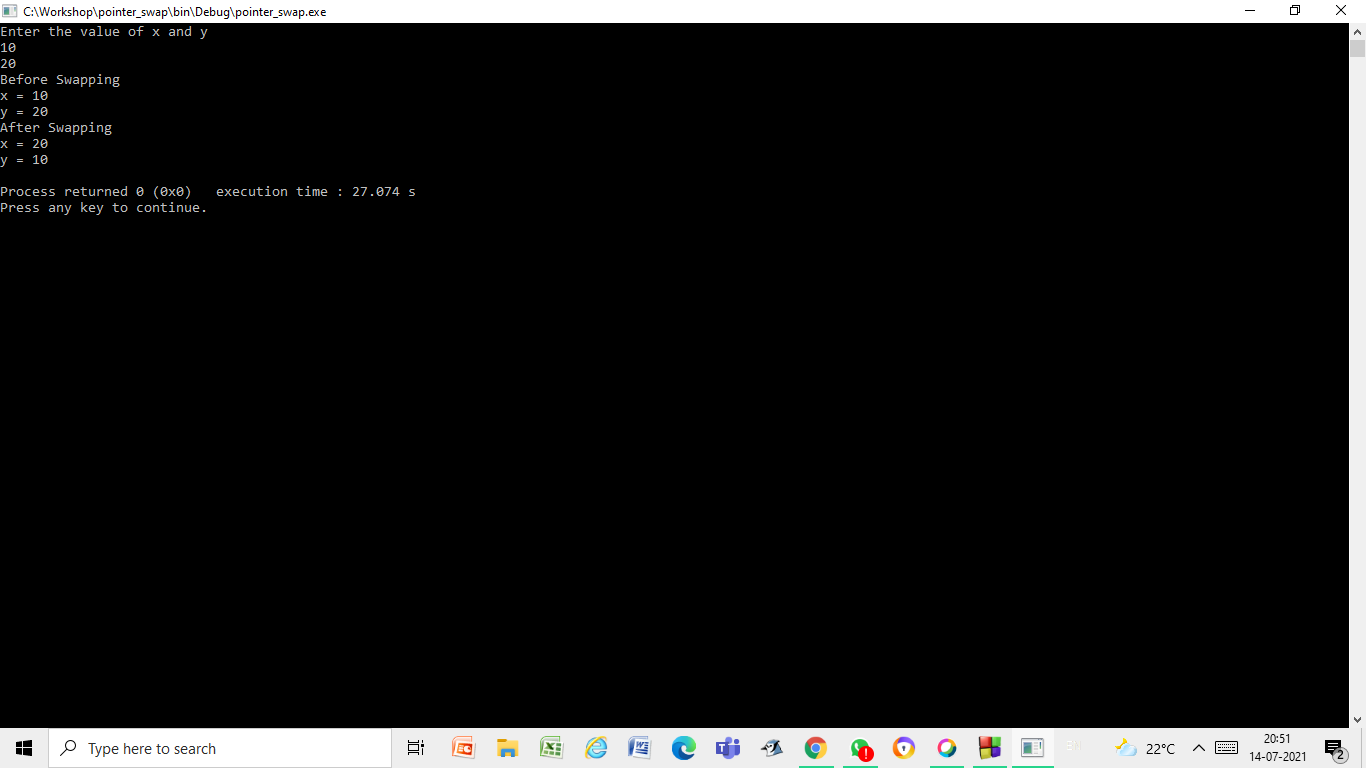 C:\Workshop\pointer_swap\bin\Debug\pointer_swap.exe
Enter the value of x and y
10
20
Before Swapping
x = 10
y = 20
After Swapping
x = 20
y = 10
Process returned 0 (0x0)   execution time : 27.074 s
Press any key to continue.
Type here to search
22°C
20:51
14-07-2021
2